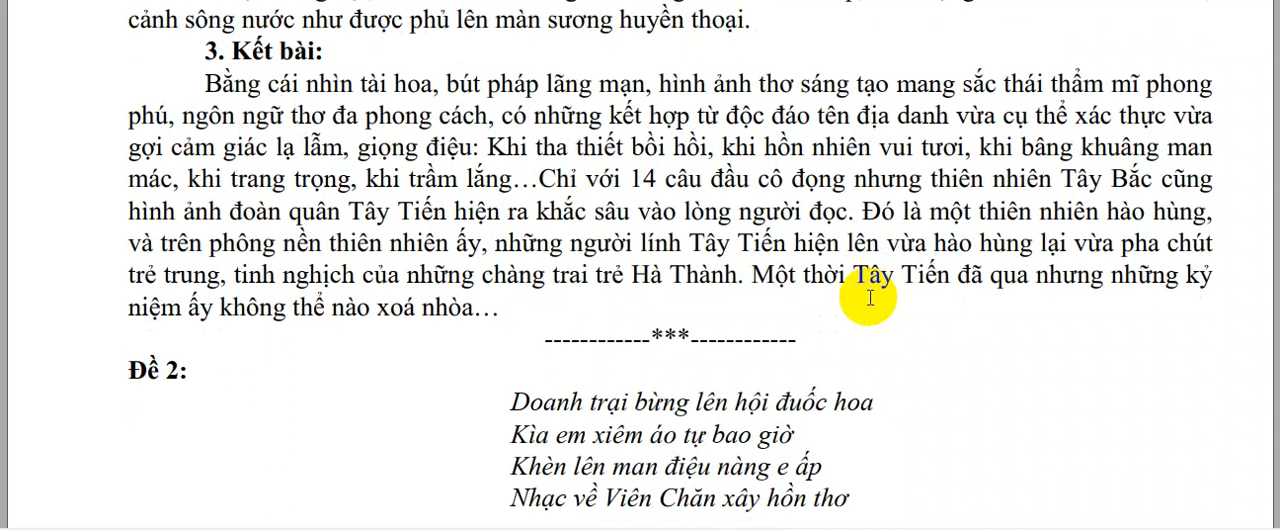 cảnh sông nước như được phủ lên màn sương huyền thoại.
3. Kết bài:
Bằng cái nhìn tài hoa, bút pháp lãng mạn, hình ảnh thơ sáng tạo mang sắc thái thẩm mĩ phong
phú, ngôn ngữ thơ đa phong cách, có những kết hợp từ độc đáo tên địa danh vừa cụ thể xác thực vừa
gợi cảm giác lạ lẫm, giọng điệu: Khi tha thiết bồi hồi, khi hồn nhiên vui tươi, khi bâng khuâng man
mác, khi trang trọng, khi trầm lắng…Chỉ với 14 câu đầu cô đọng nhưng thiên nhiên Tây Bắc cũng
hình ảnh đoàn quân Tây Tiến hiện ra khắc sâu vào lòng người đọc. Đó là một thiên nhiên hào hùng,
và trên phông nền thiên nhiên ấy, những người lính Tây Tiến hiện lên vừa hào hùng lại vừa pha chút
trẻ trung, tinh nghịch của những chàng trai trẻ Hà Thành. Một thời Tây Tiến đã qua nhưng những kỷ
niệm ấy không thể nào xoá nhòa…
------------***------------
Đề 2:
Doanh trại bừng lên hội đuốc hoa
Kìa em xiêm áo tự bao giờ
Khèn lên man điệu nàng e ấp
Nhạc về Viên Chăn xây hồn thơ